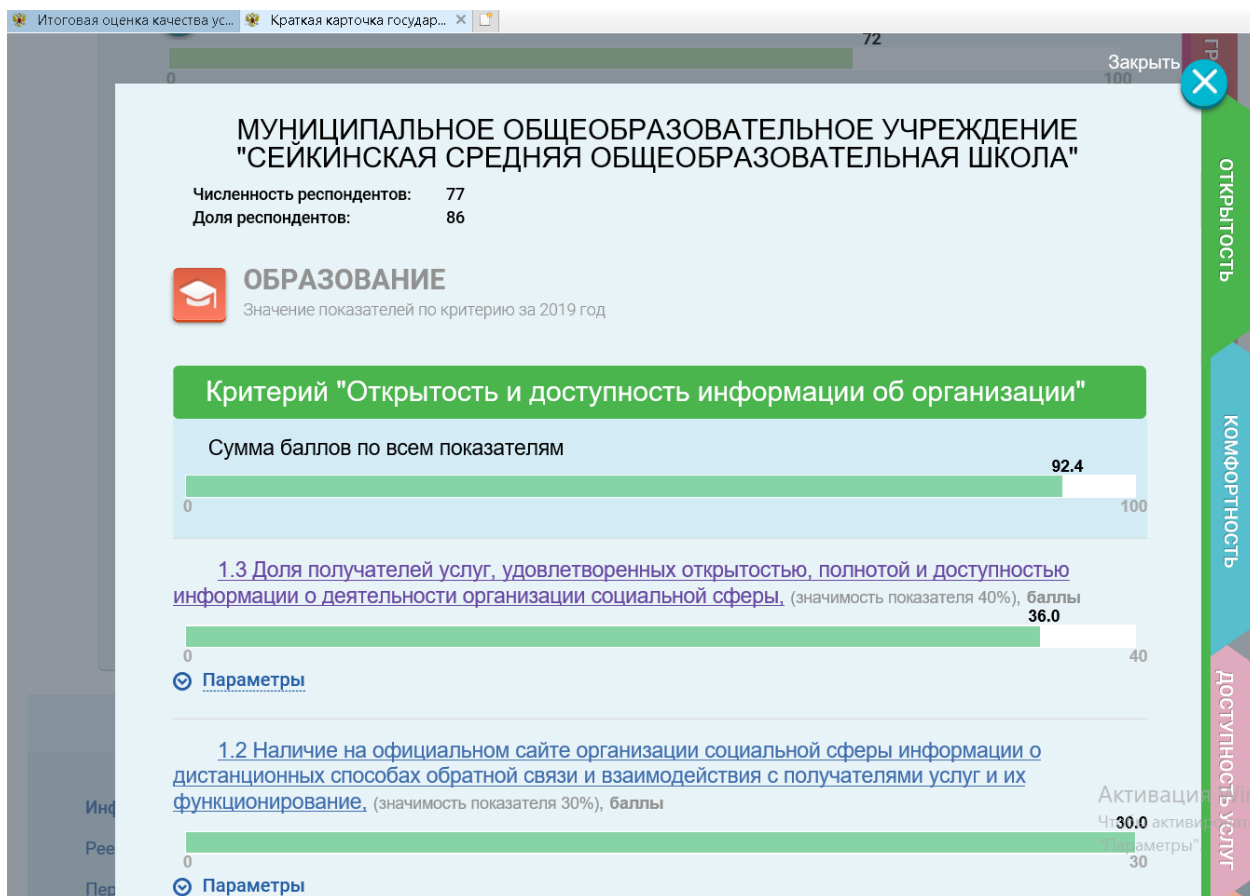 Итоговая оценка качества ус...
Краткая карточка государ...
72
0
100
Закрыть
МУНИЦИПАЛЬНОЕ ОБЩЕОБРАЗОВАТЕЛЬНОЕ УЧРЕЖДЕНИЕ
"СЕЙКИНСКАЯ СРЕДНЯЯ ОБЩЕОБРАЗОВАТЕЛЬНАЯ ШКОЛА"
Численность респондентов: 77
Доля респондентов: 86
ОБРАЗОВАНИЕ
Значение показателей по критерию за 2019 год
Критерий "Открытость и доступность информации об организации"
Сумма баллов по всем показателям
92.4
0
100
1.3 Доля получателей услуг, удовлетворенных открытостью, полнотой и доступностью
информации о деятельности организации социальной сферы, (значимость показателя 40%), баллы
36.0
0
40
Параметры
1.2 Наличие на официальном сайте организации социальной сферы информации о
дистанционных способах обратной связи и взаимодействия с получателями услуг и их
функционирование, (значимость показателя 30%), баллы
30.0
0
30
Параметры
ОТКРЫТОСТЬ
КОМФОРТНОСТЬ
ДОСТУПНОСТЬ УСЛУГ
Активация Win
"Параметры".